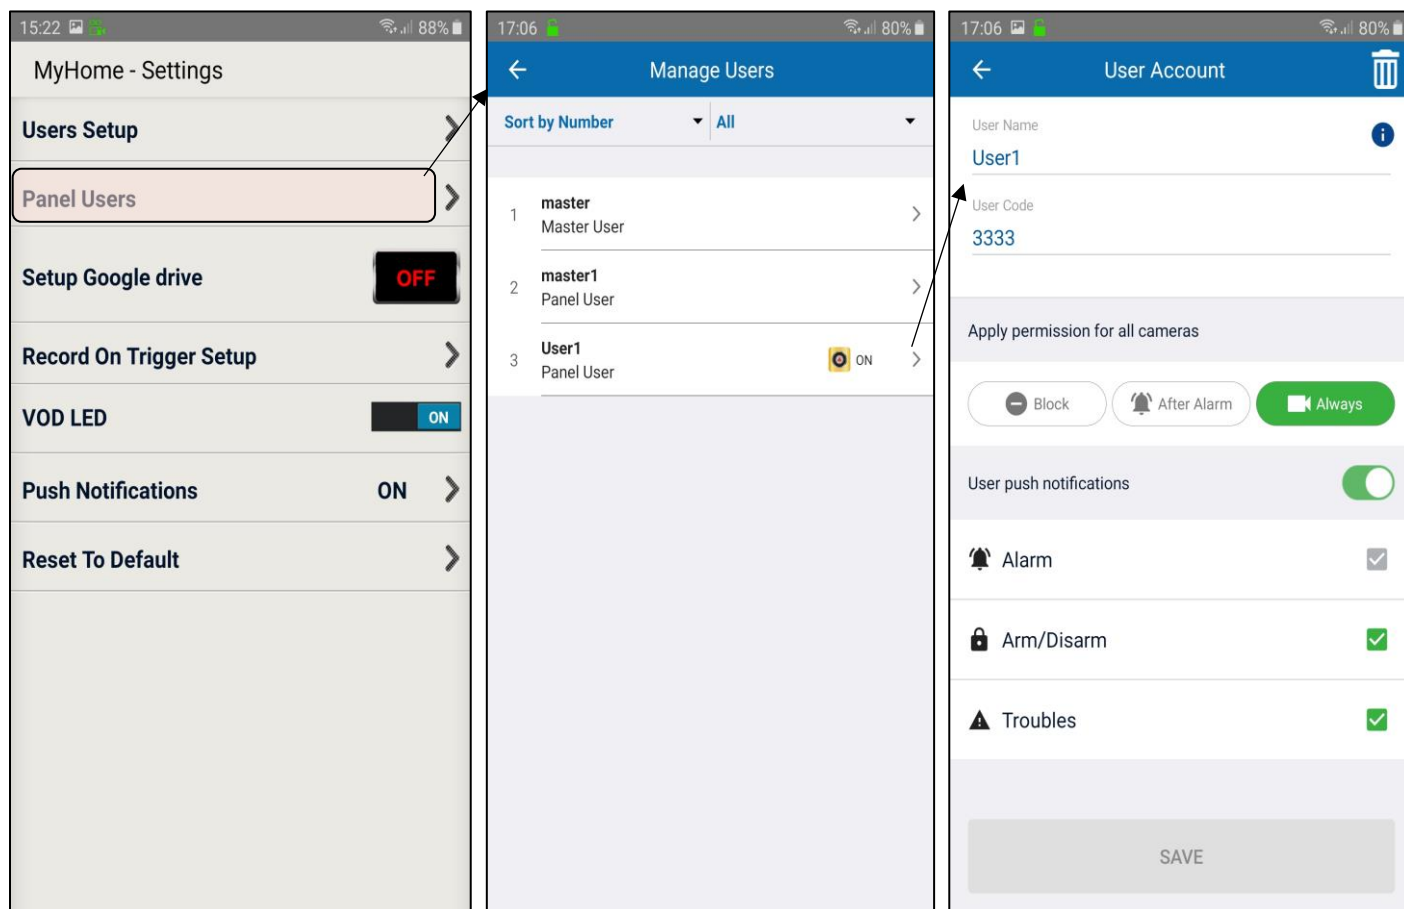 15:22 88%
MyHome - Settings
Users Setup
Panel Users
Setup Google drive OFF
Record On Trigger Setup
VOD LED ON
Push Notifications ON
Reset To Default
17:06 80%
Manage Users
Sort by Number All
1 master
Master User
2 master1
Panel User
3 User1 ON
Panel User
17:06 80%
User Account
User Name
User1
User Code
3333
Apply permission for all cameras
Block After Alarm Always
User push notifications
Alarm
Arm/Disarm
Troubles
SAVE